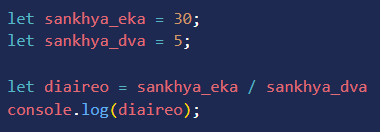 let sankhya_eka = 30;
let sankhya_dva = 5;
let diaireo = sankhya_eka / sankhya_dva
console.log(diaireo);